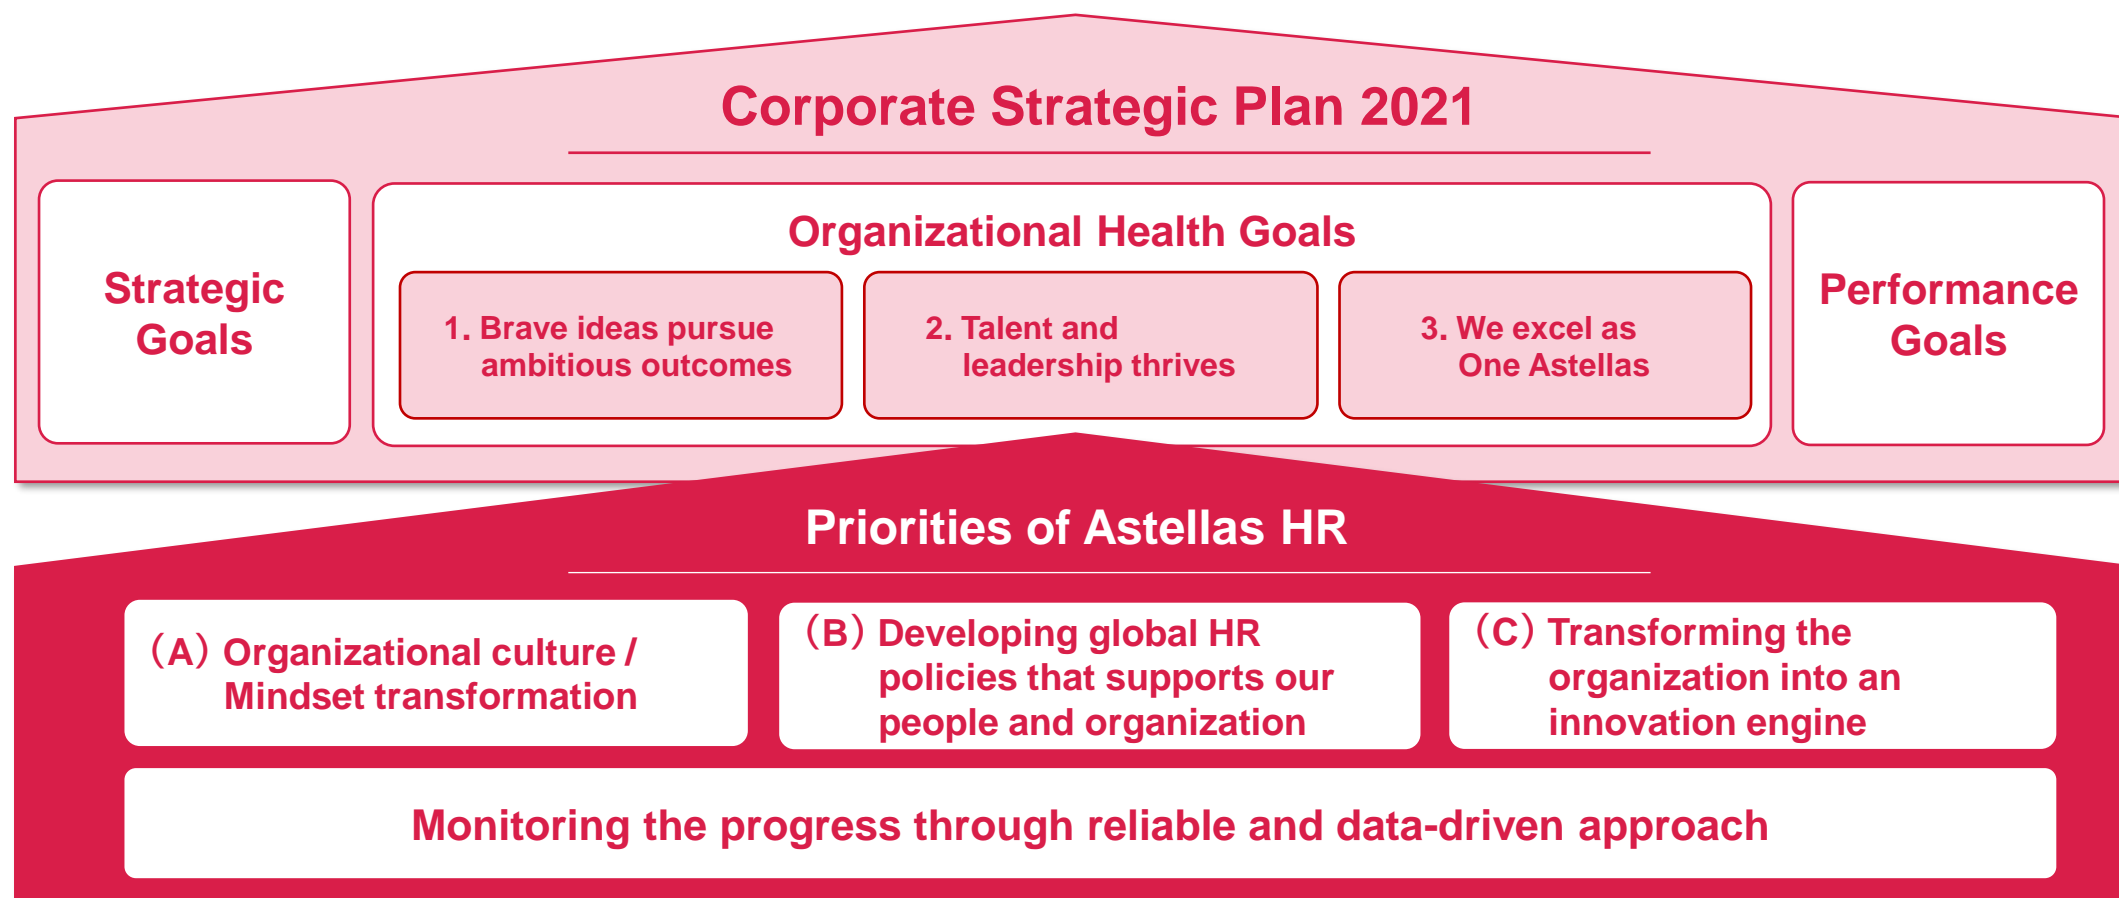 Corporate Strategic Plan 2021
Strategic
Goals
Organizational Health Goals
1. Brave ideas pursue
ambitious outcomes
2. Talent and
leadership thrives
3. We excel as
One Astellas
Performance
Goals
Priorities of Astellas HR
（A）Organizational culture /
Mindset transformation
（B）Developing global HR
policies that supports our
people and organization
（C）Transforming the
organization into an
innovation engine
Monitoring the progress through reliable and data-driven approach